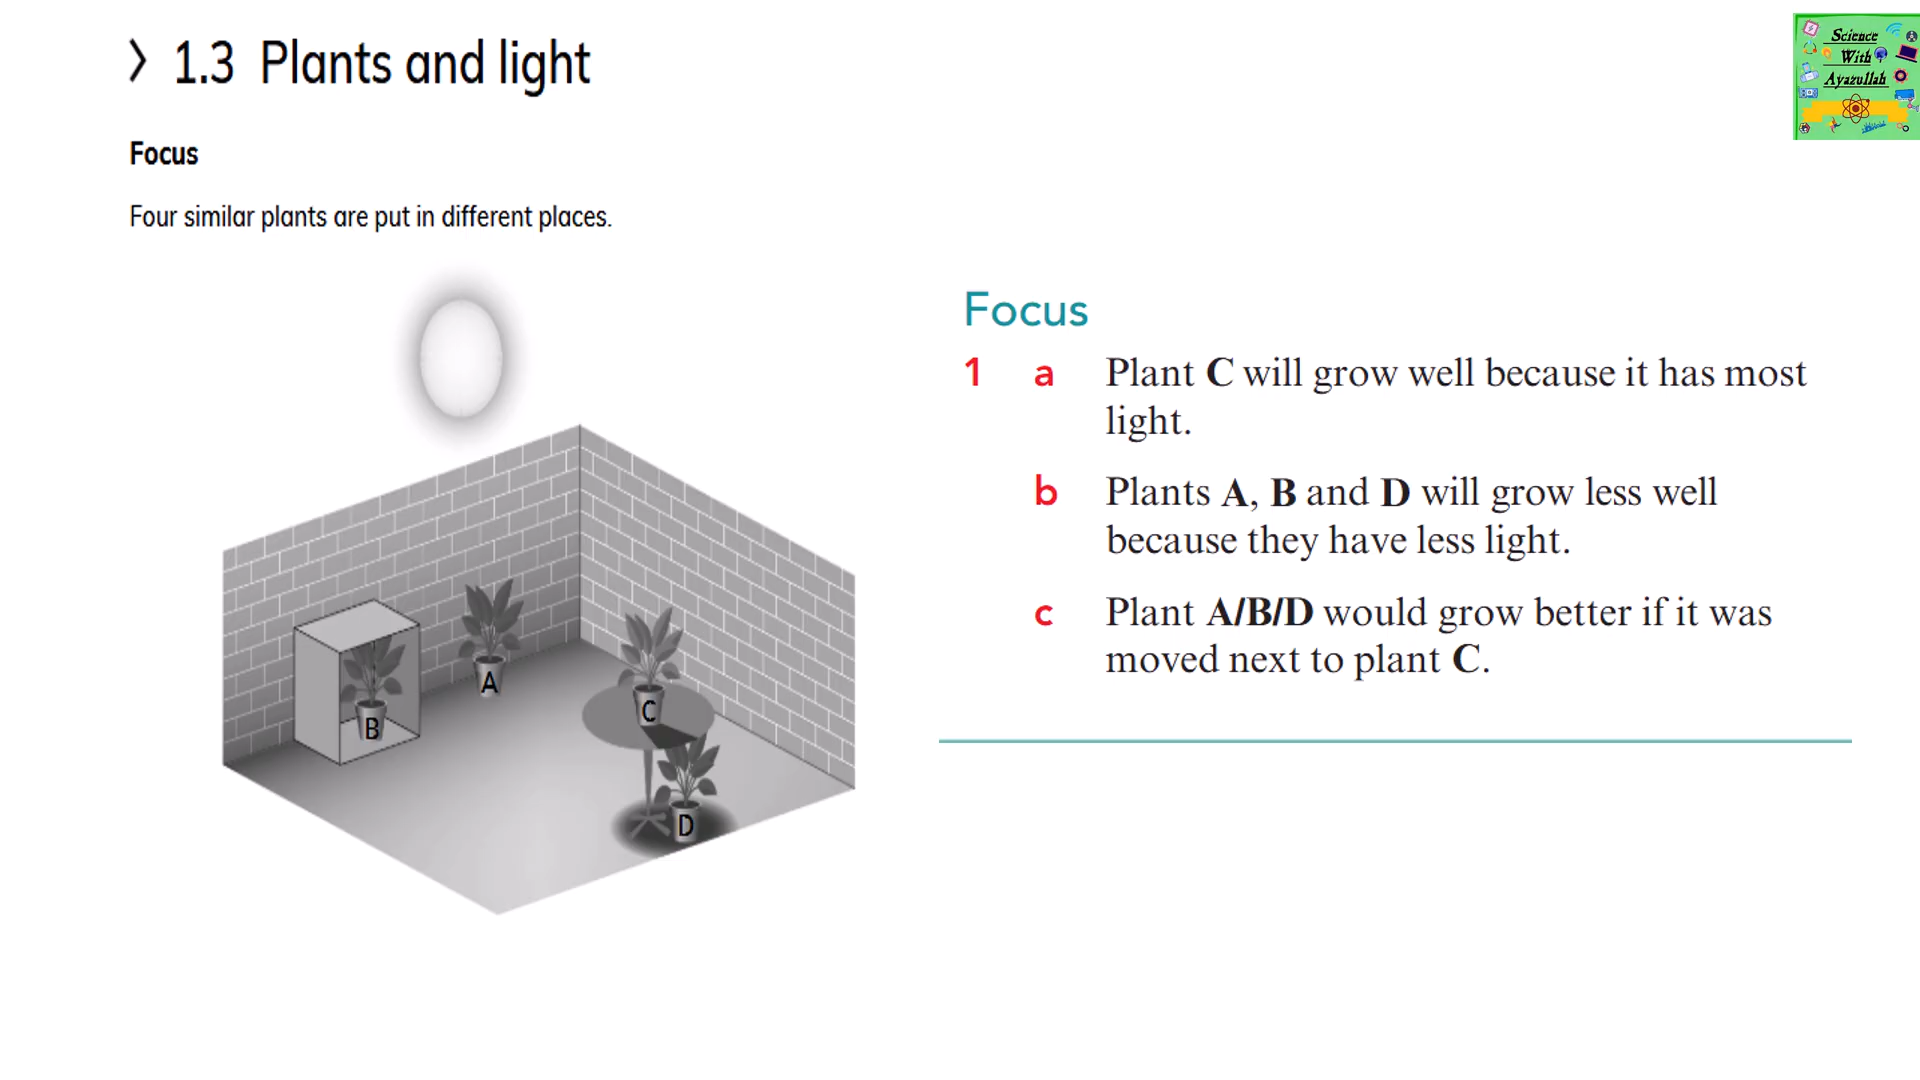 1.3 Plants and light
Focus
Four similar plants are put in different places.
A
B
C
D
Focus
1 a Plant C will grow well because it has most
light.
b Plants A, B and D will grow less well
because they have less light.
c Plant A/B/D would grow better if it was
moved next to plant C.
Science
With
Ayazullah